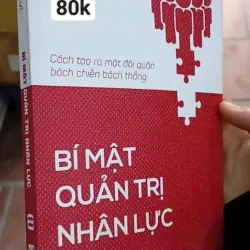 80k
Cách tạo ra một đội quân
bách chiến bách thắng
BÍ MẬT
QUẢN TRỊ
NHÂN LỰC
BÍ MẬT QUẢN TRỊ NHÂN LỰC